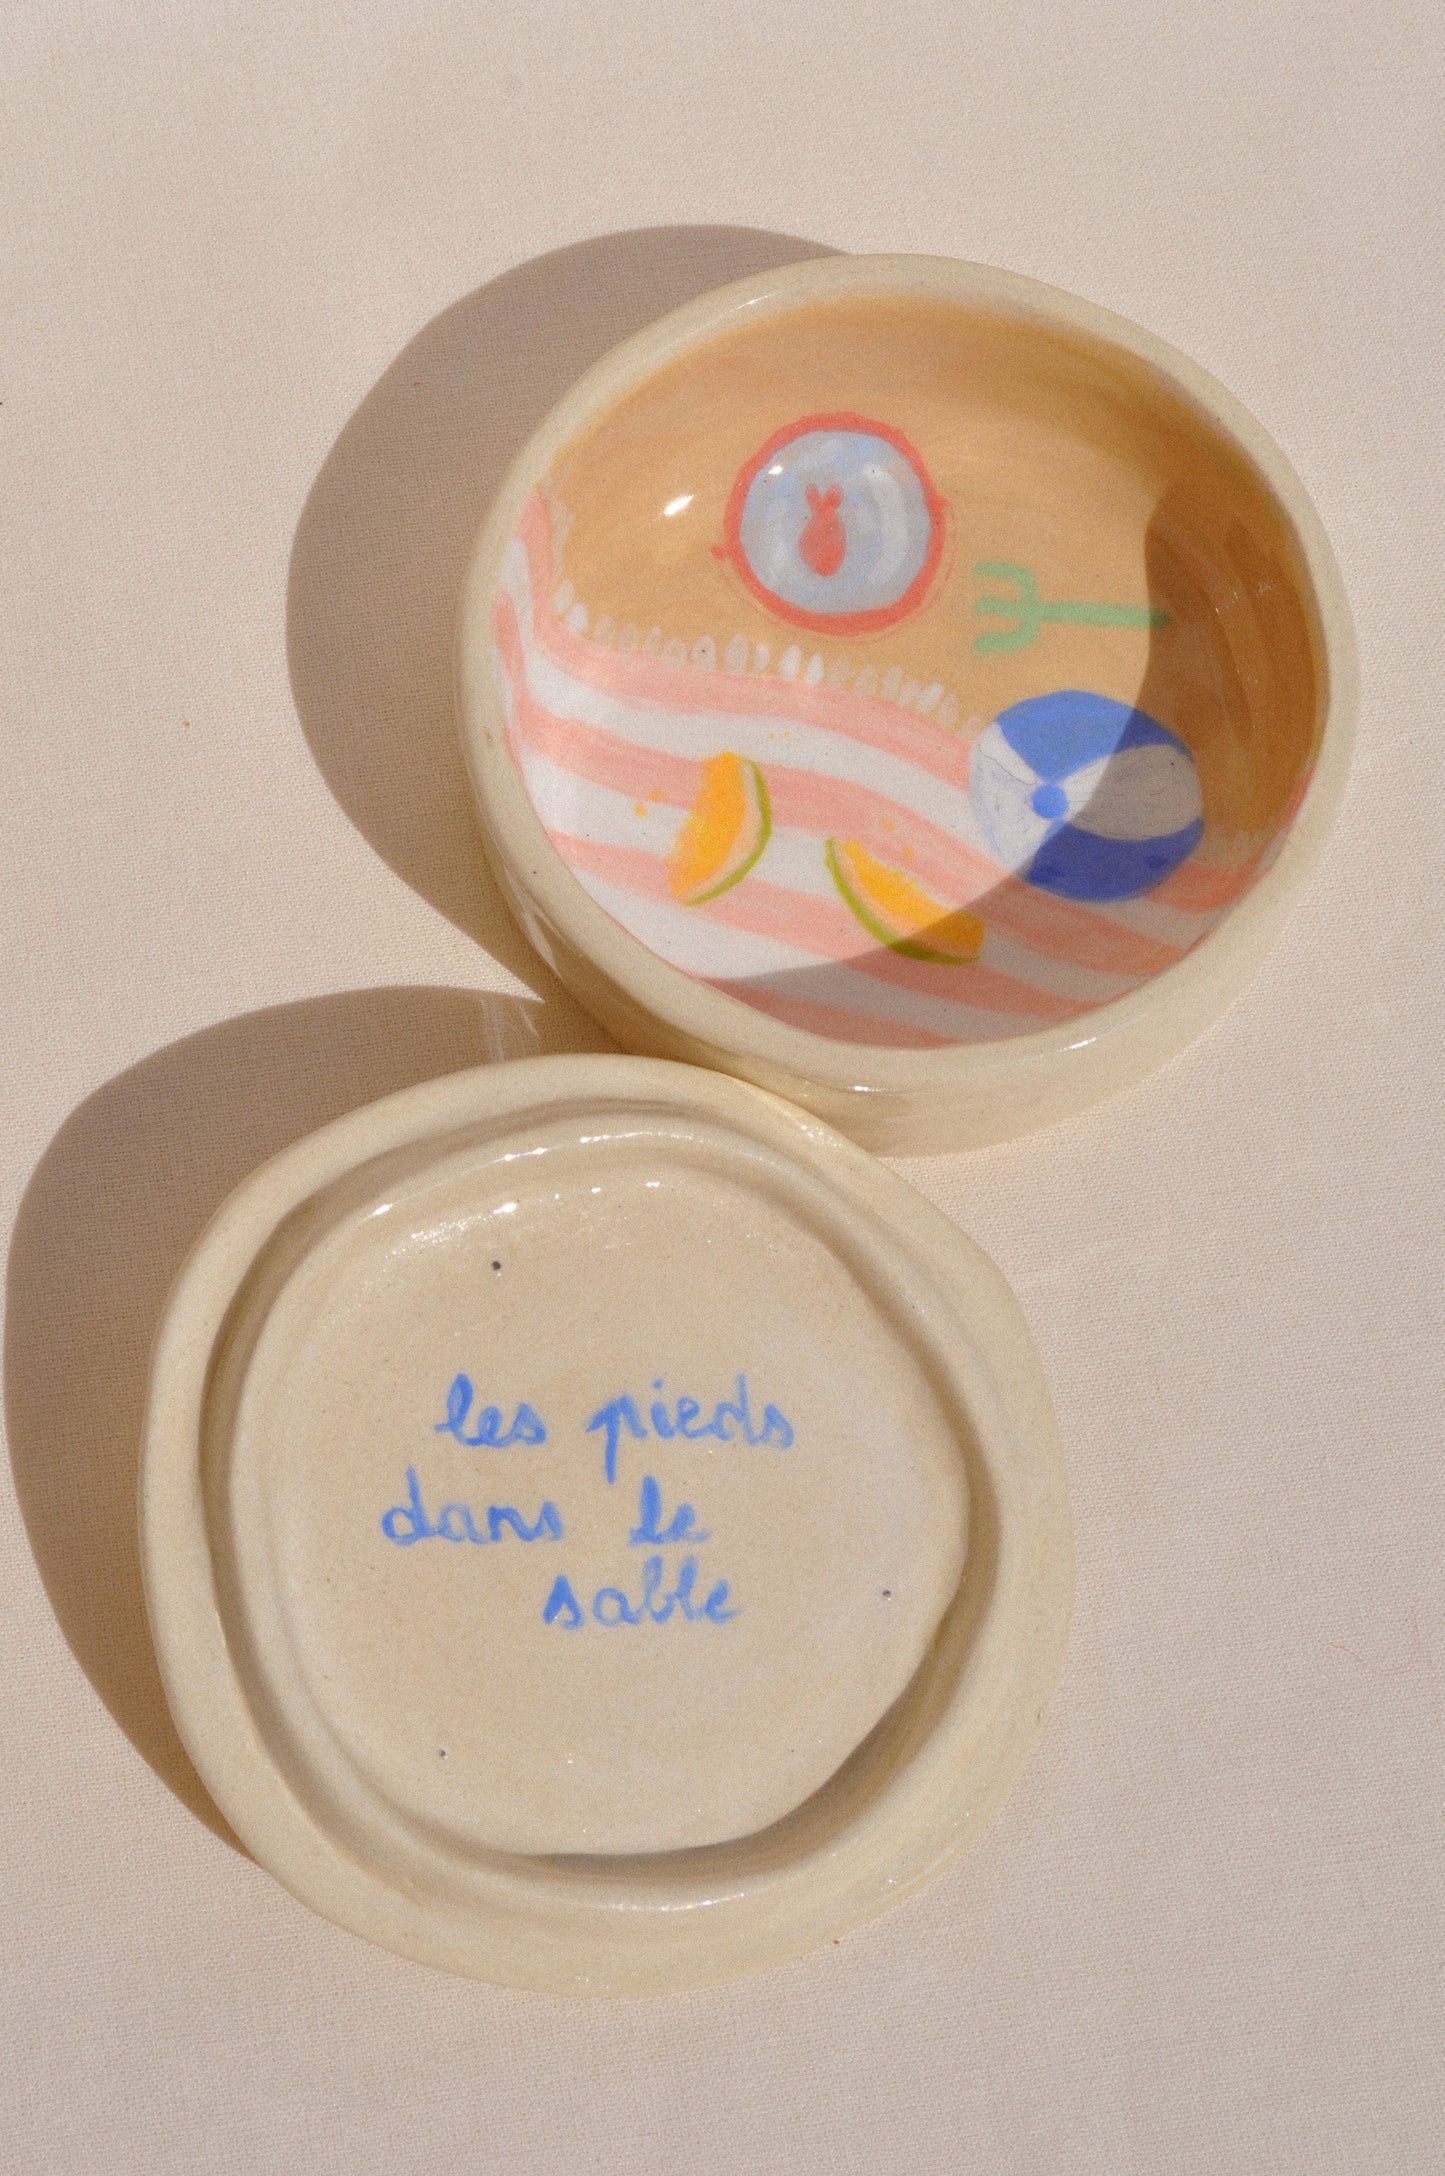 les pieds
dans le
sable